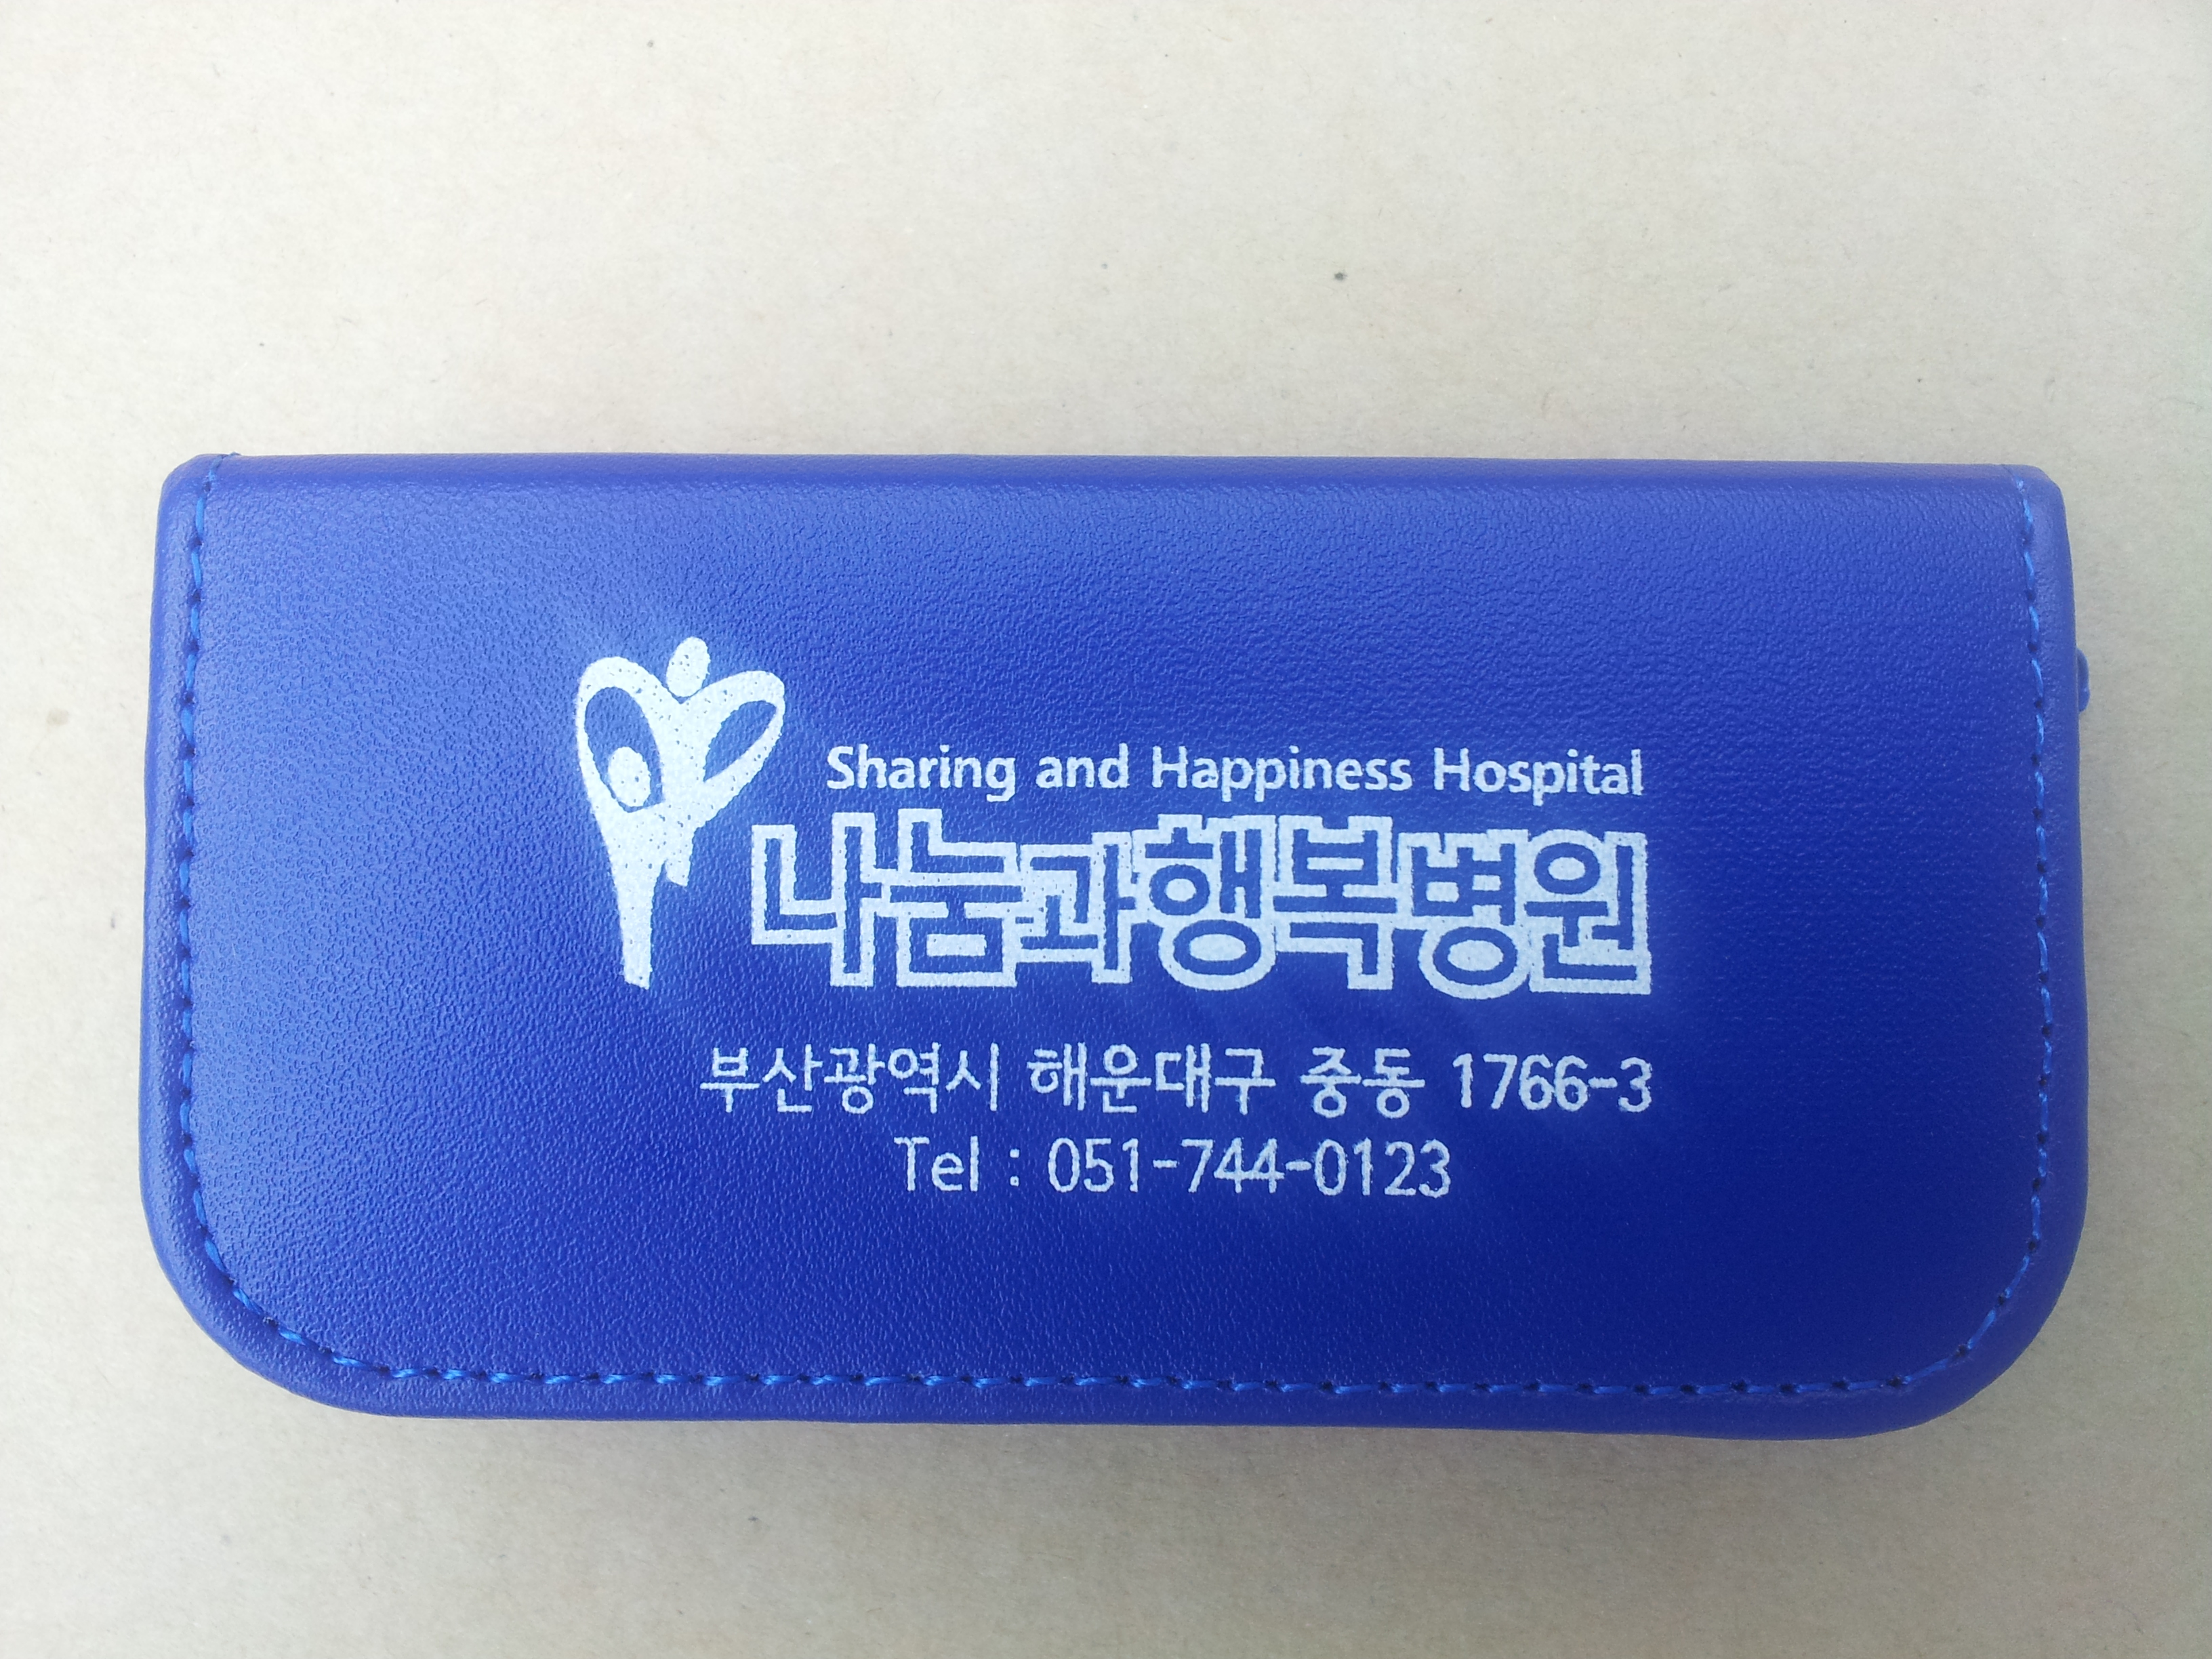 Sharing and Happiness Hospital
나눔과행복병원
부산광역시 해운대구 중동 1766-3
Tel : 051-744-0123